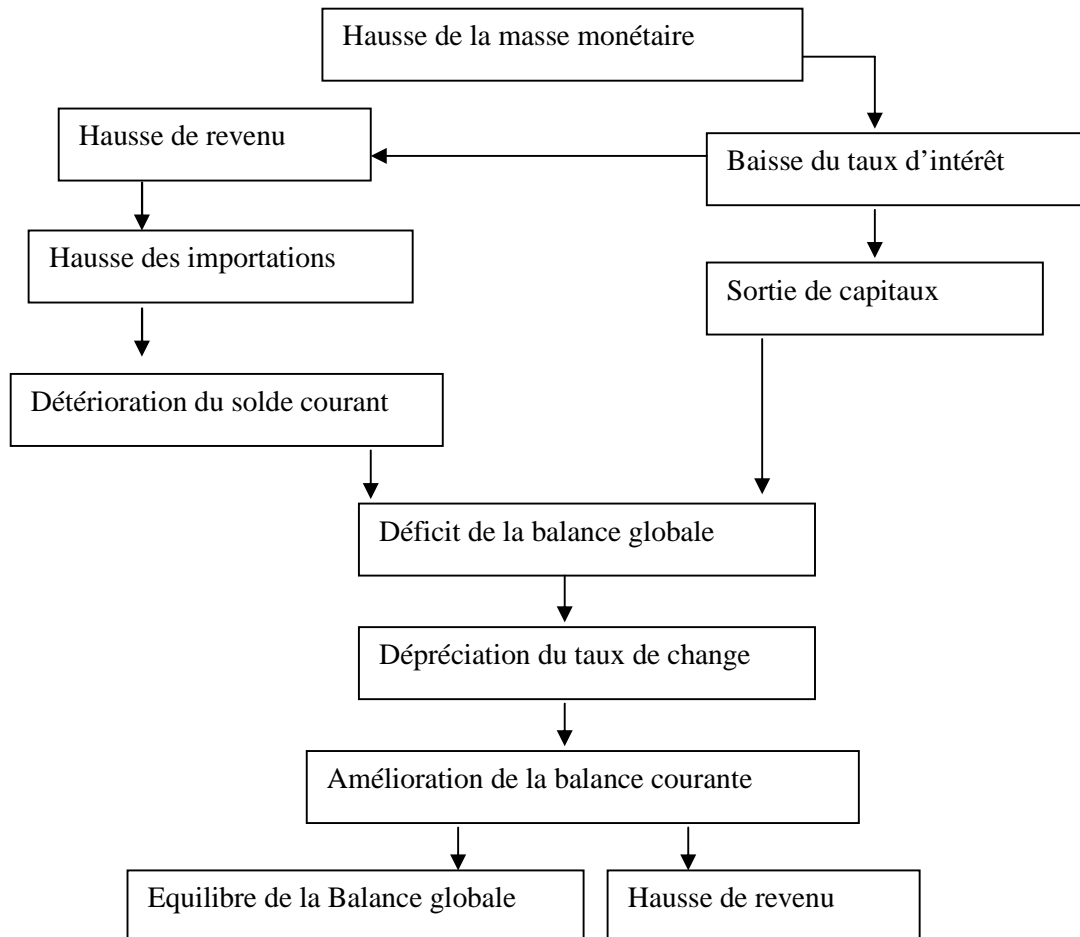 Hausse de la masse monétaire
Hausse de revenu
Baisse du taux d’intérêt
Hausse des importations
Sortie de capitaux
Détérioration du solde courant
Déficit de la balance globale
Dépréciation du taux de change
Amélioration de la balance courante
Equilibre de la Balance globale
Hausse de revenu